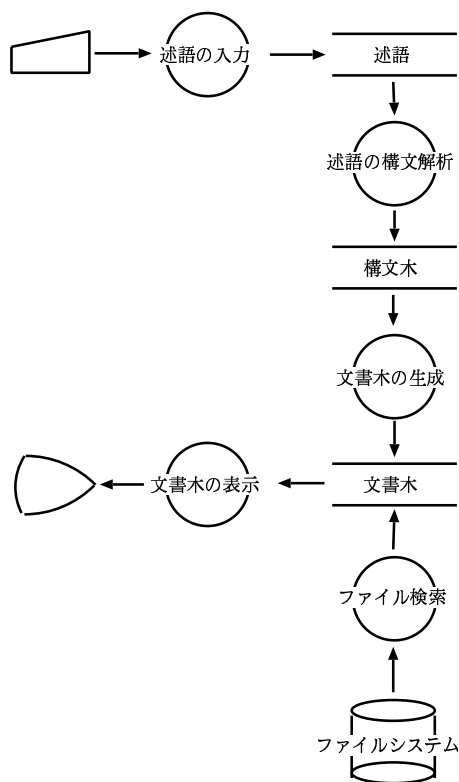 述語の入力
述語
述語の構文解析
構文木
文書木の生成
文書木の表示
文書木
ファイル検索
ファイルシステム